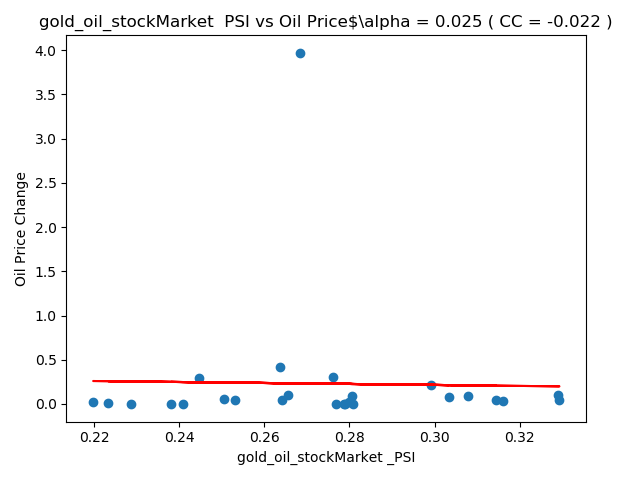 gold_oil_stockMarket  PSI vs Oil Price$\alpha = 0.025 ( CC = -0.022 )
4.0
3.5
3.0
2.5
2.0
1.5
1.0
0.5
0.0
Oil Price Change
0.22 0.24 0.26 0.28 0.30 0.32
gold_oil_stockMarket _PSI